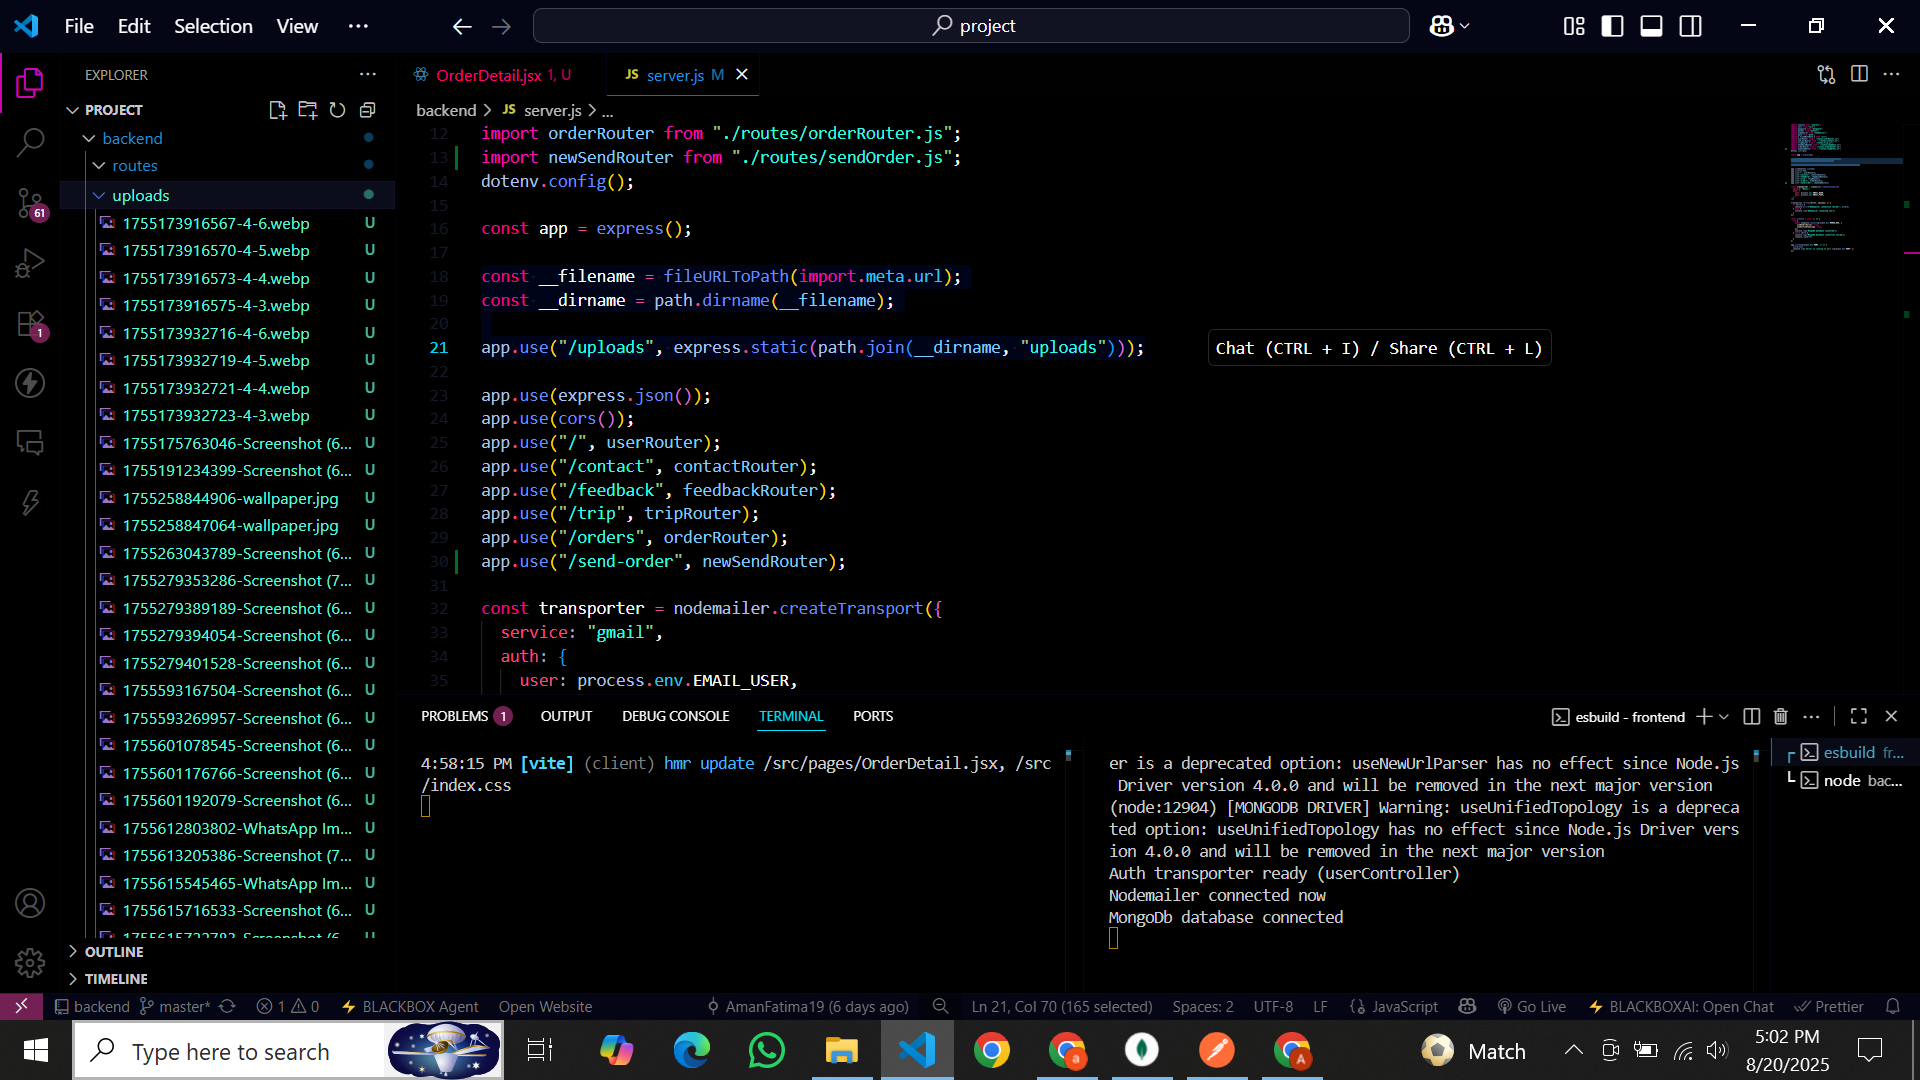 File Edit Selection View ···
project
EXPLORER ···
PROJECT
backend
routes
uploads
1755173916567-4-6.webp U
1755173916570-4-5.webp U
1755173916573-4-4.webp U
1755173916575-4-3.webp U
1755173932716-4-6.webp U
1755173932719-4-5.webp U
1755173932721-4-4.webp U
1755173932723-4-3.webp U
1755175763046-Screenshot (6... U
1755191234399-Screenshot (6... U
1755258844906-wallpaper.jpg U
1755258847064-wallpaper.jpg U
1755263043789-Screenshot (6... U
1755279353286-Screenshot (7... U
1755279389189-Screenshot (6... U
1755279394054-Screenshot (6... U
1755279401528-Screenshot (6... U
1755593167504-Screenshot (6... U
1755593269957-Screenshot (6... U
1755601078545-Screenshot (6... U
1755601176766-Screenshot (6... U
1755601192079-Screenshot (6... U
1755612803802-WhatsApp Im... U
1755613205386-Screenshot (7... U
1755615545465-WhatsApp Im... U
1755615716533-Screenshot (6... U
OUTLINE
TIMELINE
61
1
OrderDetail.jsx 1, U
JS server.js M
backend > JS server.js > ...
12 import orderRouter from "./routes/orderRouter.js";
13 import newSendRouter from "./routes/sendOrder.js";
14 dotenv.config();
15
16 const app = express();
17
18 const __filename = fileURLToPath(import.meta.url);
19 const __dirname = path.dirname(__filename);
20
21 app.use("/uploads", express.static(path.join(__dirname, "uploads")));
Chat (CTRL + I) / Share (CTRL + L)
22
23 app.use(express.json());
24 app.use(cors());
25 app.use("/", userRouter);
26 app.use("/contact", contactRouter);
27 app.use("/feedback", feedbackRouter);
28 app.use("/trip", tripRouter);
29 app.use("/orders", orderRouter);
30 app.use("/send-order", newSendRouter);
31
32 const transporter = nodemailer.createTransport({
33 service: "gmail",
34 auth: {
35 user: process.env.EMAIL_USER,
PROBLEMS 1 OUTPUT DEBUG CONSOLE TERMINAL PORTS
esbuild - frontend
4:58:15 PM [vite] (client) hmr update /src/pages/OrderDetail.jsx, /src
/index.css
er is a deprecated option: useNewUrlParser has no effect since Node.js
Driver version 4.0.0 and will be removed in the next major version
(node:12904) [MONGODB DRIVER] Warning: useUnifiedTopology is a depreca
ted option: useUnifiedTopology has no effect since Node.js Driver vers
ion 4.0.0 and will be removed in the next major version
Auth transporter ready (userController)
Nodemailer connected now
MongoDb database connected
esbuild fr...
node bac...
backend master* 1 0 BLACKBOX Agent Open Website AmanFatima19 (6 days ago) Ln 21, Col 70 (165 selected) Spaces: 2 UTF-8 LF {} JavaScript Go Live BLACKBOXAI: Open Chat Prettier
Type here to search
Match
5:02 PM
8/20/2025